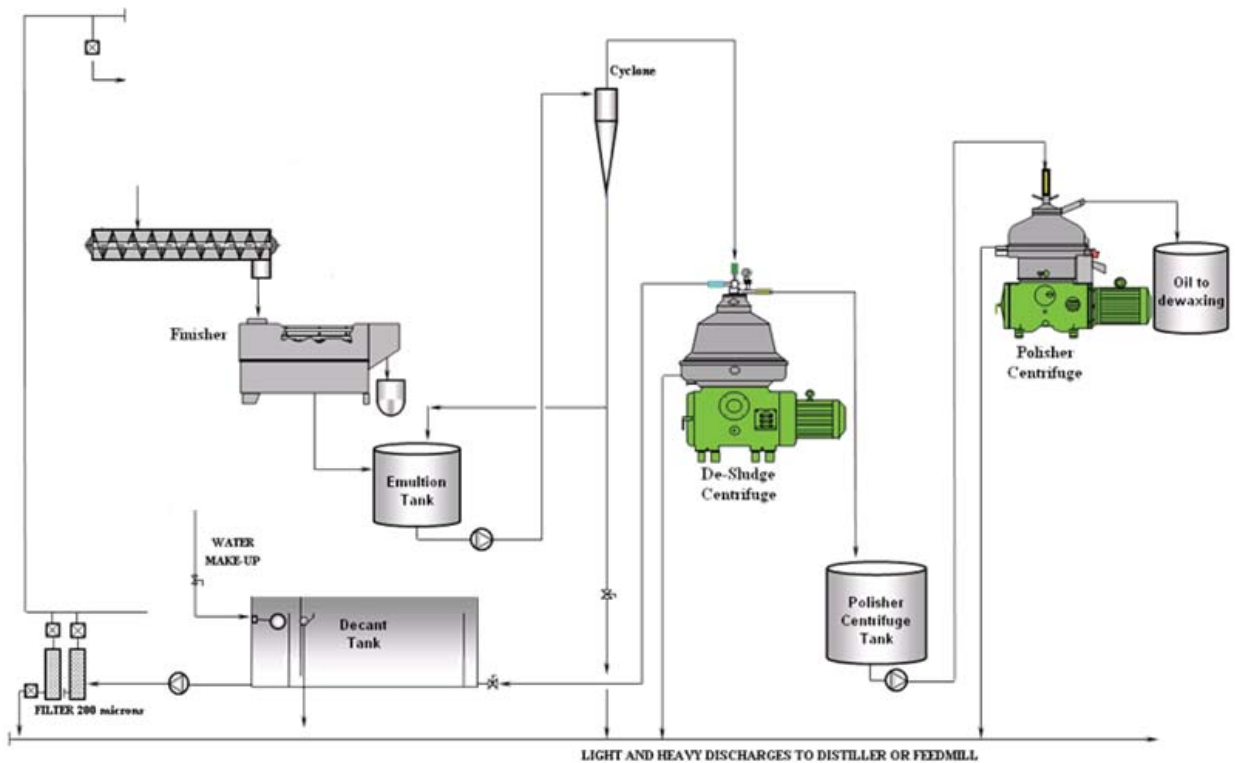 Cyclone
Finisher
Oil to
dewaxing
Polisher
Centrifuge
De-Sludge
Centrifuge
Emultion
Tank
WATER
MAKE-UP
Decant
Tank
Polisher
Centrifuge
Tank
FILTER 200 microns
LIGHT AND HEAVY DISCHARGES TO DISTILLER OR FEEDMILL